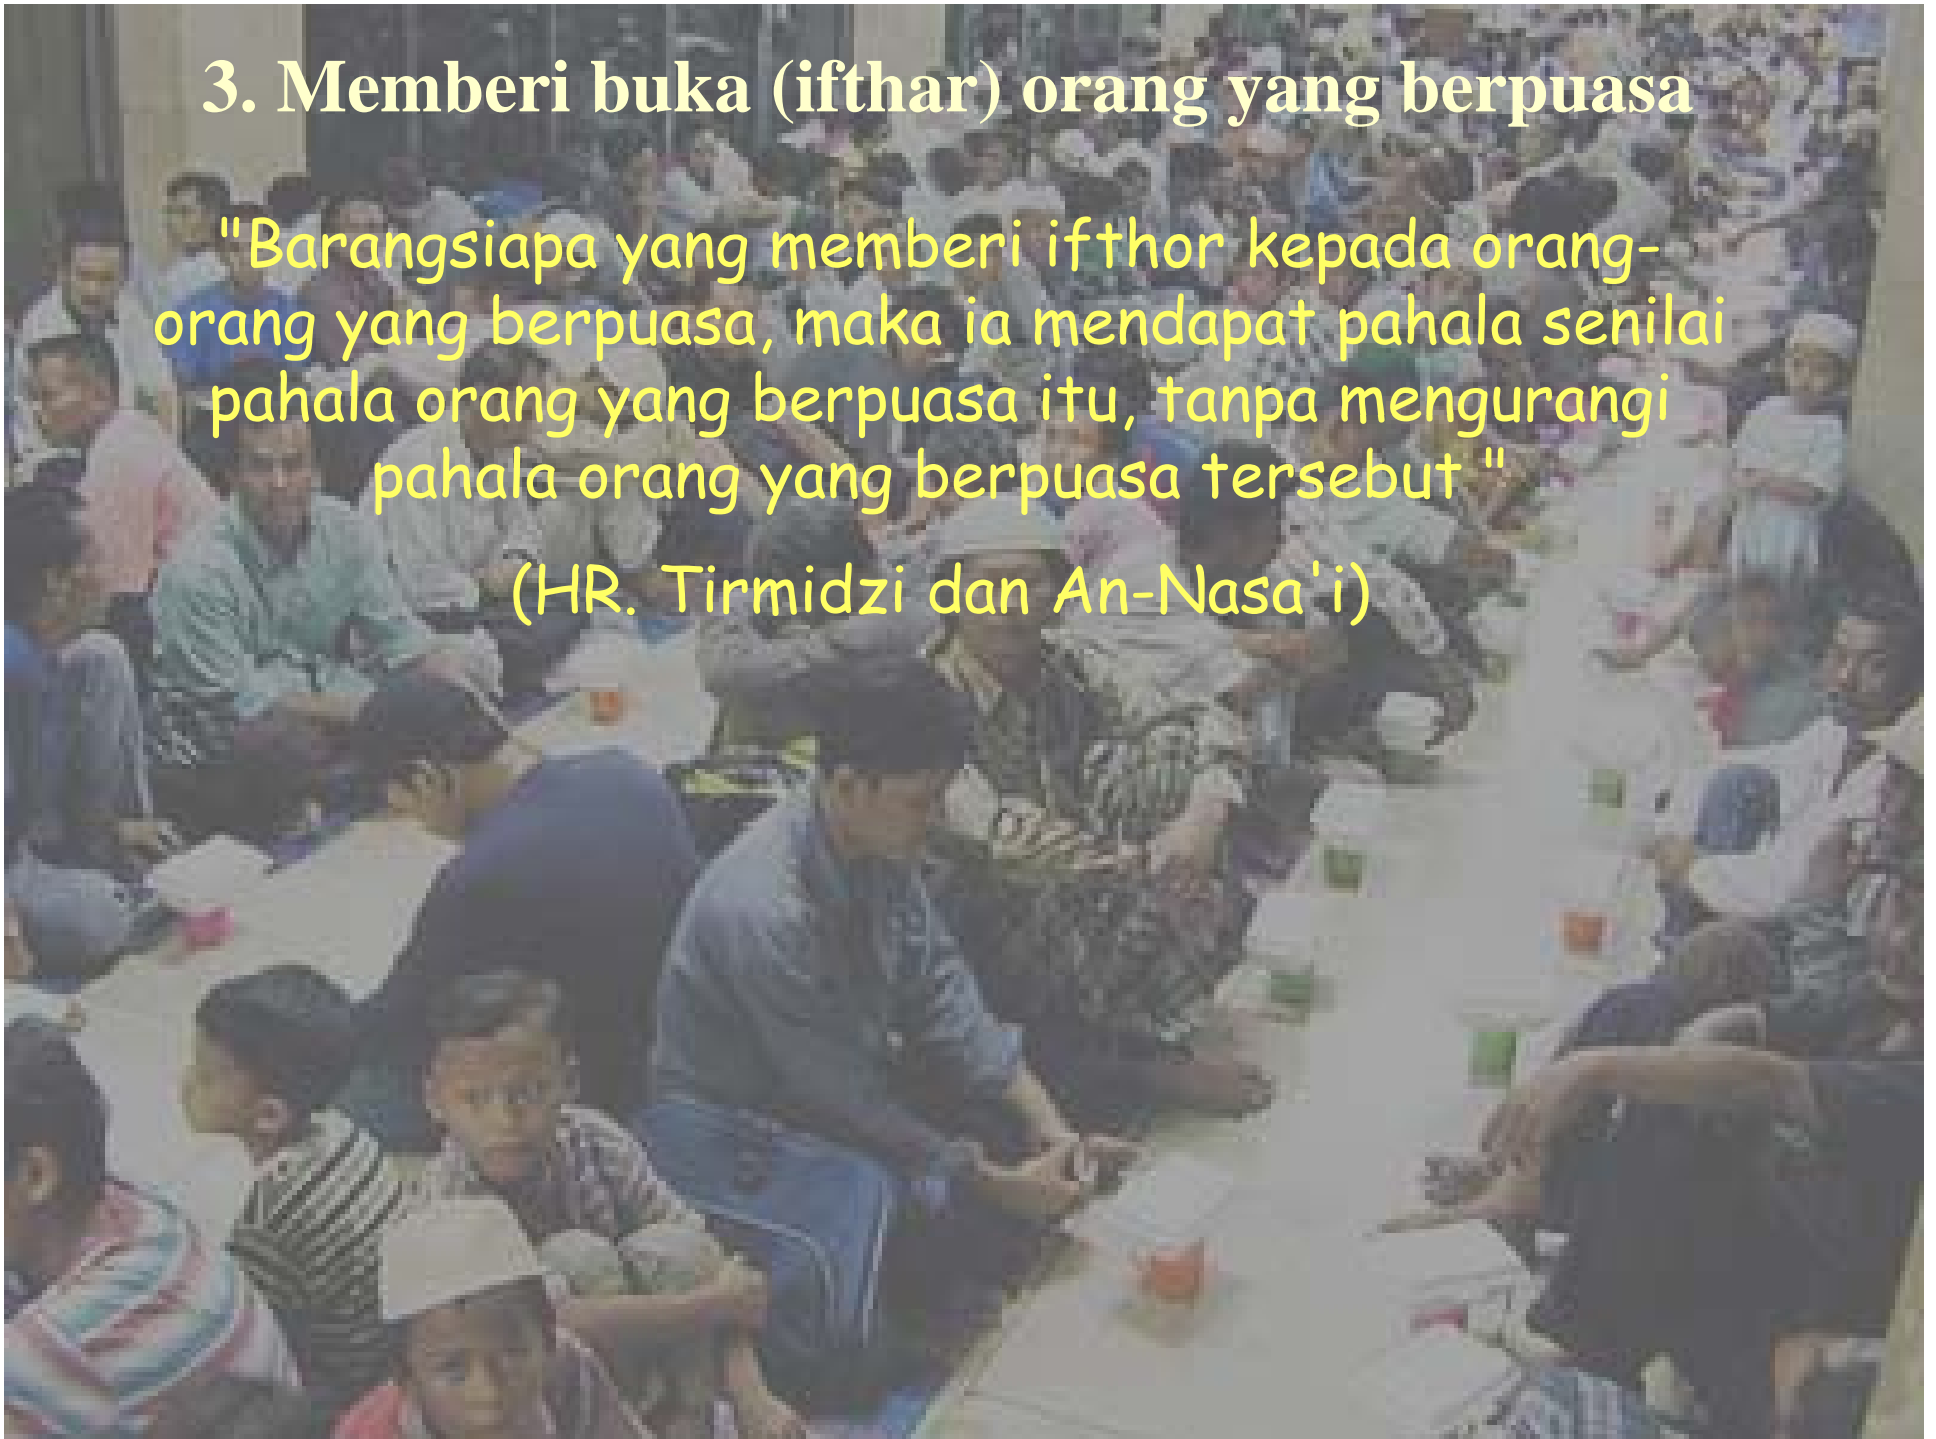 3. Memberi buka (ifthar) orang yang berpuasa
"Barangsiapa yang memberi ifthor kepada orang-
orang yang berpuasa, maka ia mendapat pahala senilai
pahala orang yang berpuasa itu, tanpa mengurangi
pahala orang yang berpuasa tersebut "
(HR. Tirmidzi dan An-Nasa'i)